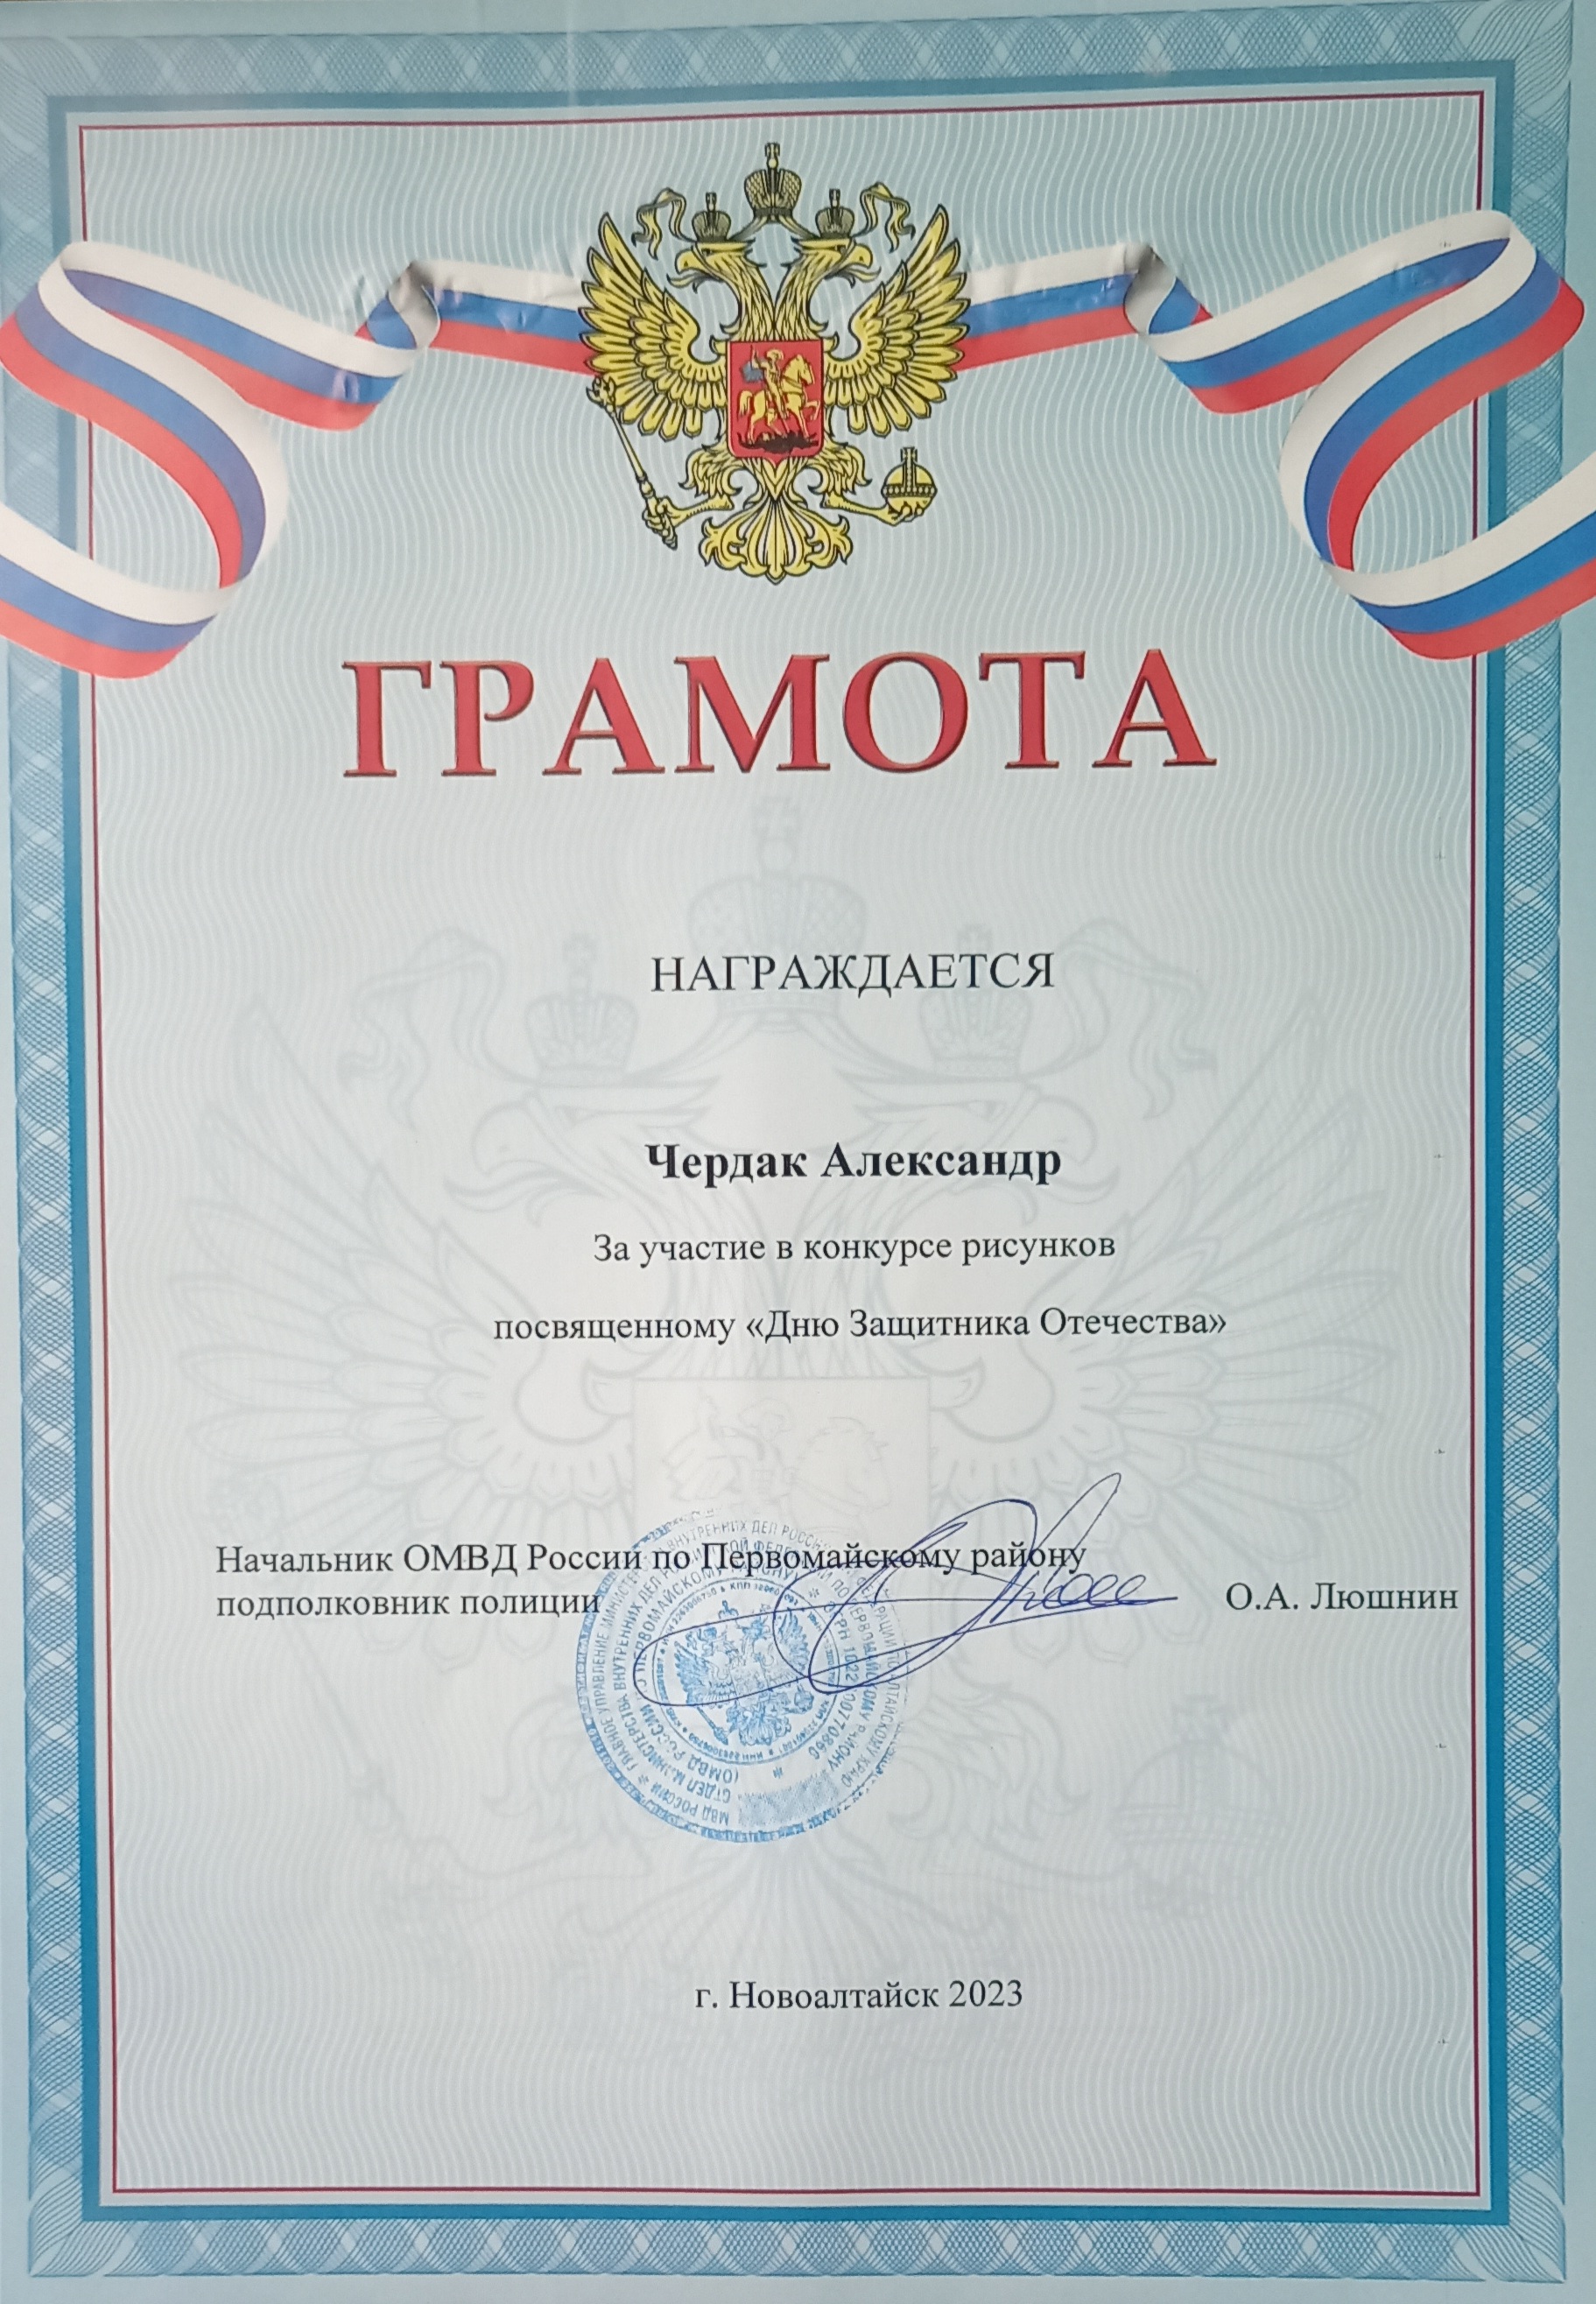 ГРАМОТА
НАГРАЖДАЕТСЯ
Чердак Александр
За участие в конкурсе рисунков
посвященному «Дню Защитника Отечества»
Начальник ОМВД России по Первомайскому району
подполковник полиции
О.А. Люшнин
г. Новоалтайск 2023